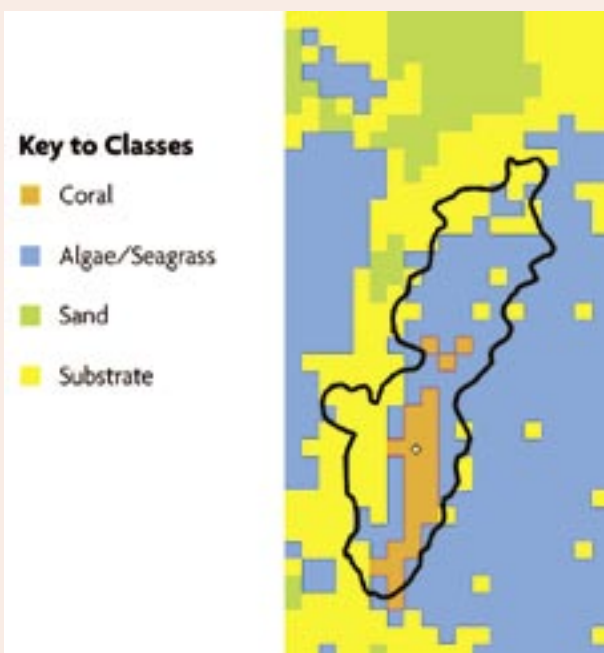 Key to Classes
Coral
Algae/Seagrass
Sand
Substrate